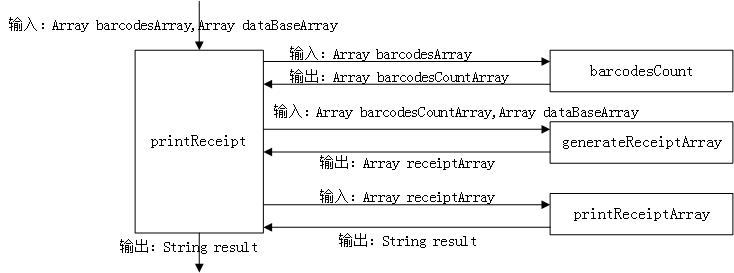 输入: Array barcodesArray,Array dataBaseArray
输入: Array barcodesArray
输出: Array barcodesCountArray
barcodesCount
输入: Array barcodesCountArray,Array dataBaseArray
printReceipt
generateReceiptArray
输出: Array receiptArray
输入: Array receiptArray
printReceiptArray
输出: String result
输出: String result